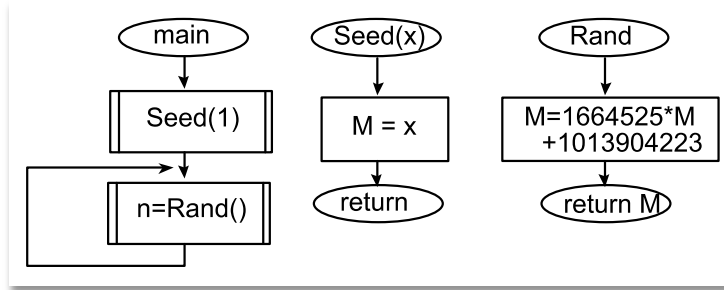 main
Seed(1)
n=Rand()
Seed(x)
M = x
return
Rand
M=1664525*M
+1013904223
return M